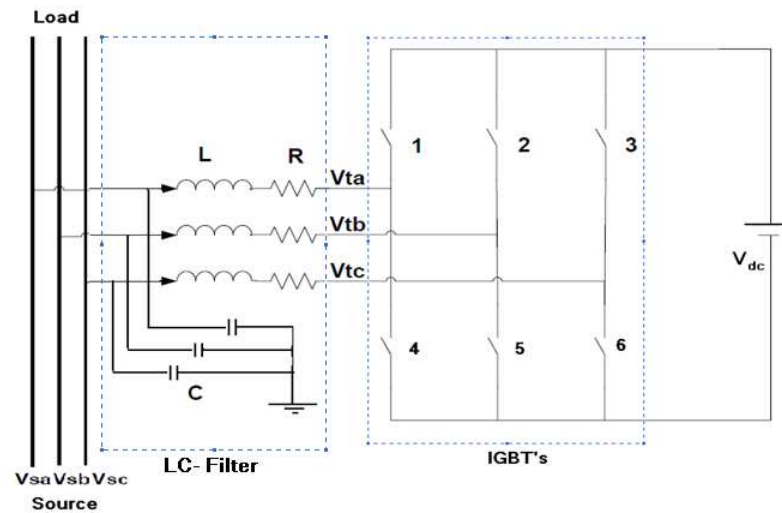 Load
L R
Vta
1 2 3
Vtb
Vtc
Vdc
4 5 6
C
LC- Filter
IGBT's
Vsa Vsb Vsc
Source